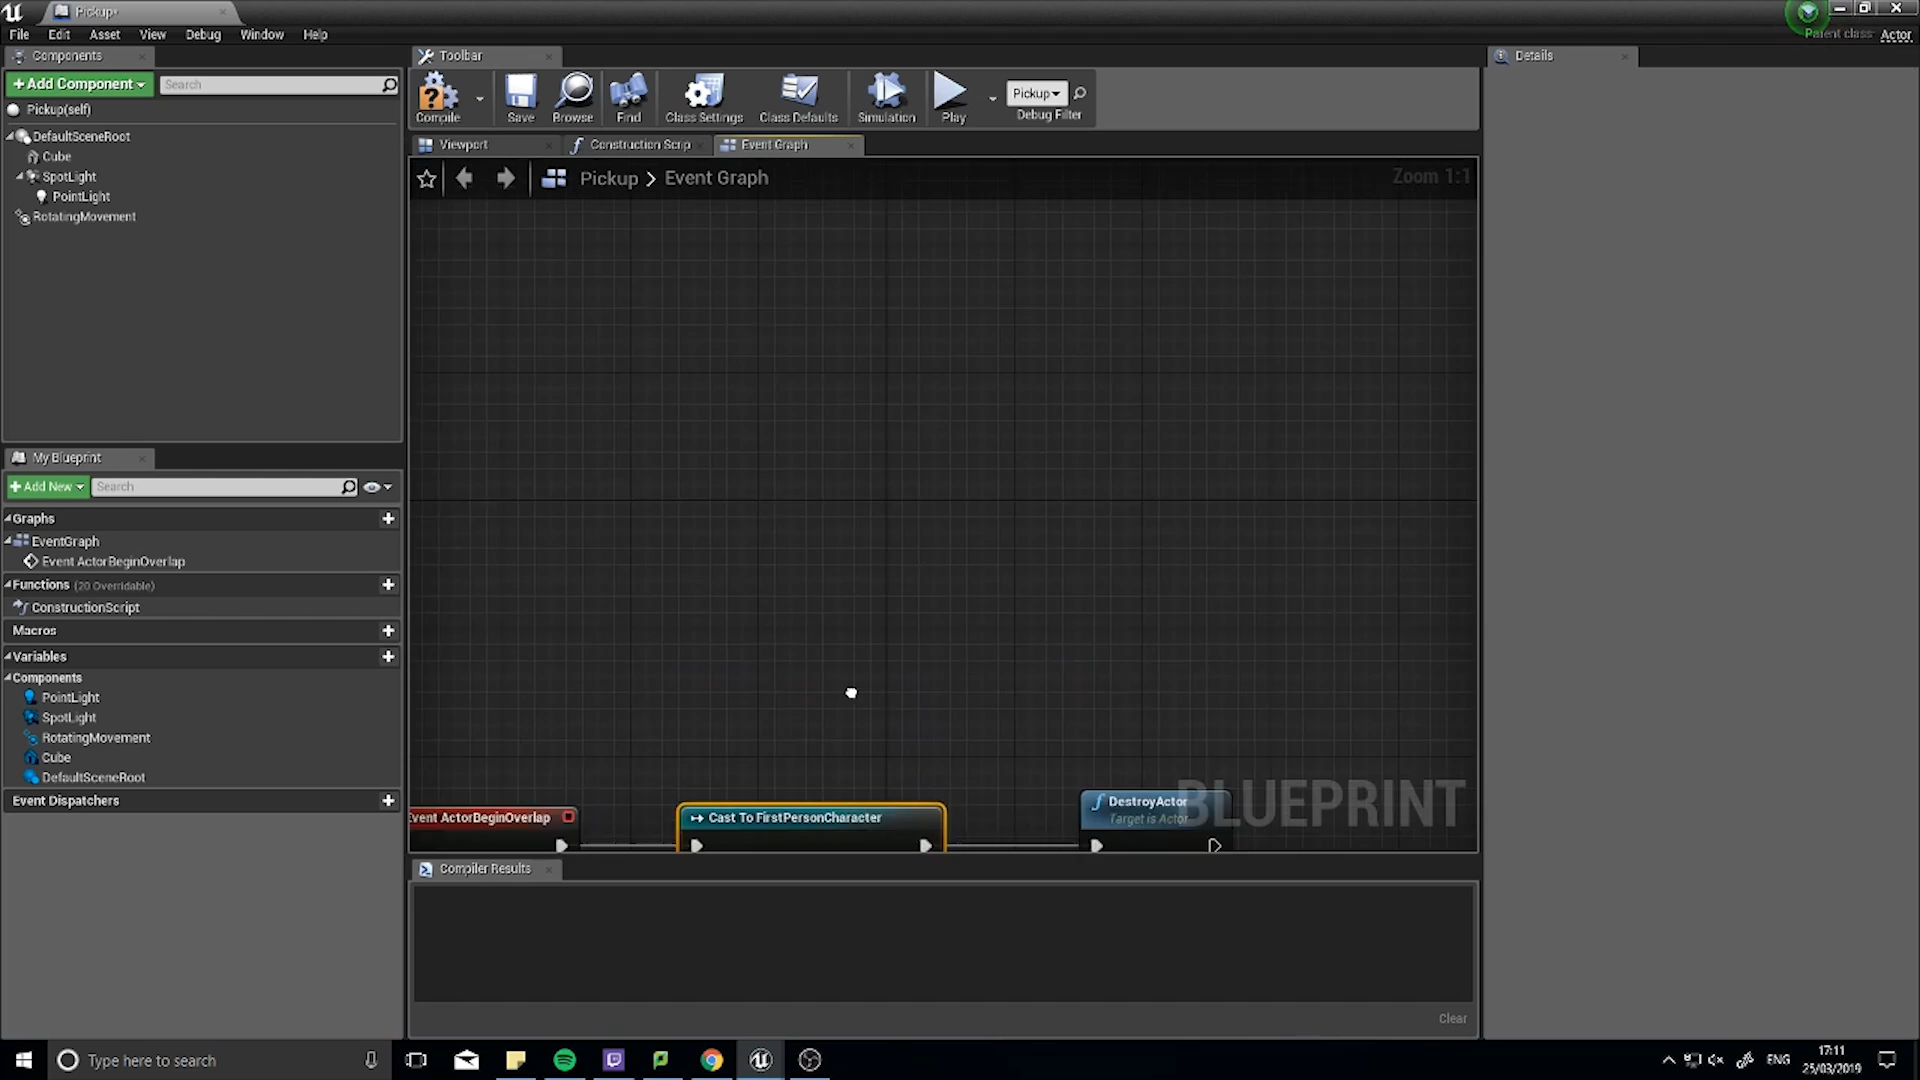 Pickup*
File Edit Asset View Debug Window Help
Parent class: Actor
Components
+Add Component
Search
Pickup(self)
DefaultSceneRoot
Cube
SpotLight
PointLight
RotatingMovement
Toolbar
Compile
Save
Browse
Find
Class Settings
Class Defaults
Simulation
Play
Pickup
Debug Filter
Viewport
Construction Scrip
Event Graph
Pickup > Event Graph
Zoom 1:1
Event ActorBeginOverlap
Cast To FirstPersonCharacter
DestroyActor
Target is Actor
BLUEPRINT
Compiler Results
Clear
Details
My Blueprint
+Add New
Search
Graphs
EventGraph
Event ActorBeginOverlap
Functions (20 Overridable)
ConstructionScript
Macros
Variables
Components
PointLight
SpotLight
RotatingMovement
Cube
DefaultSceneRoot
Event Dispatchers
Type here to search
ENG
17:11
25/03/2019